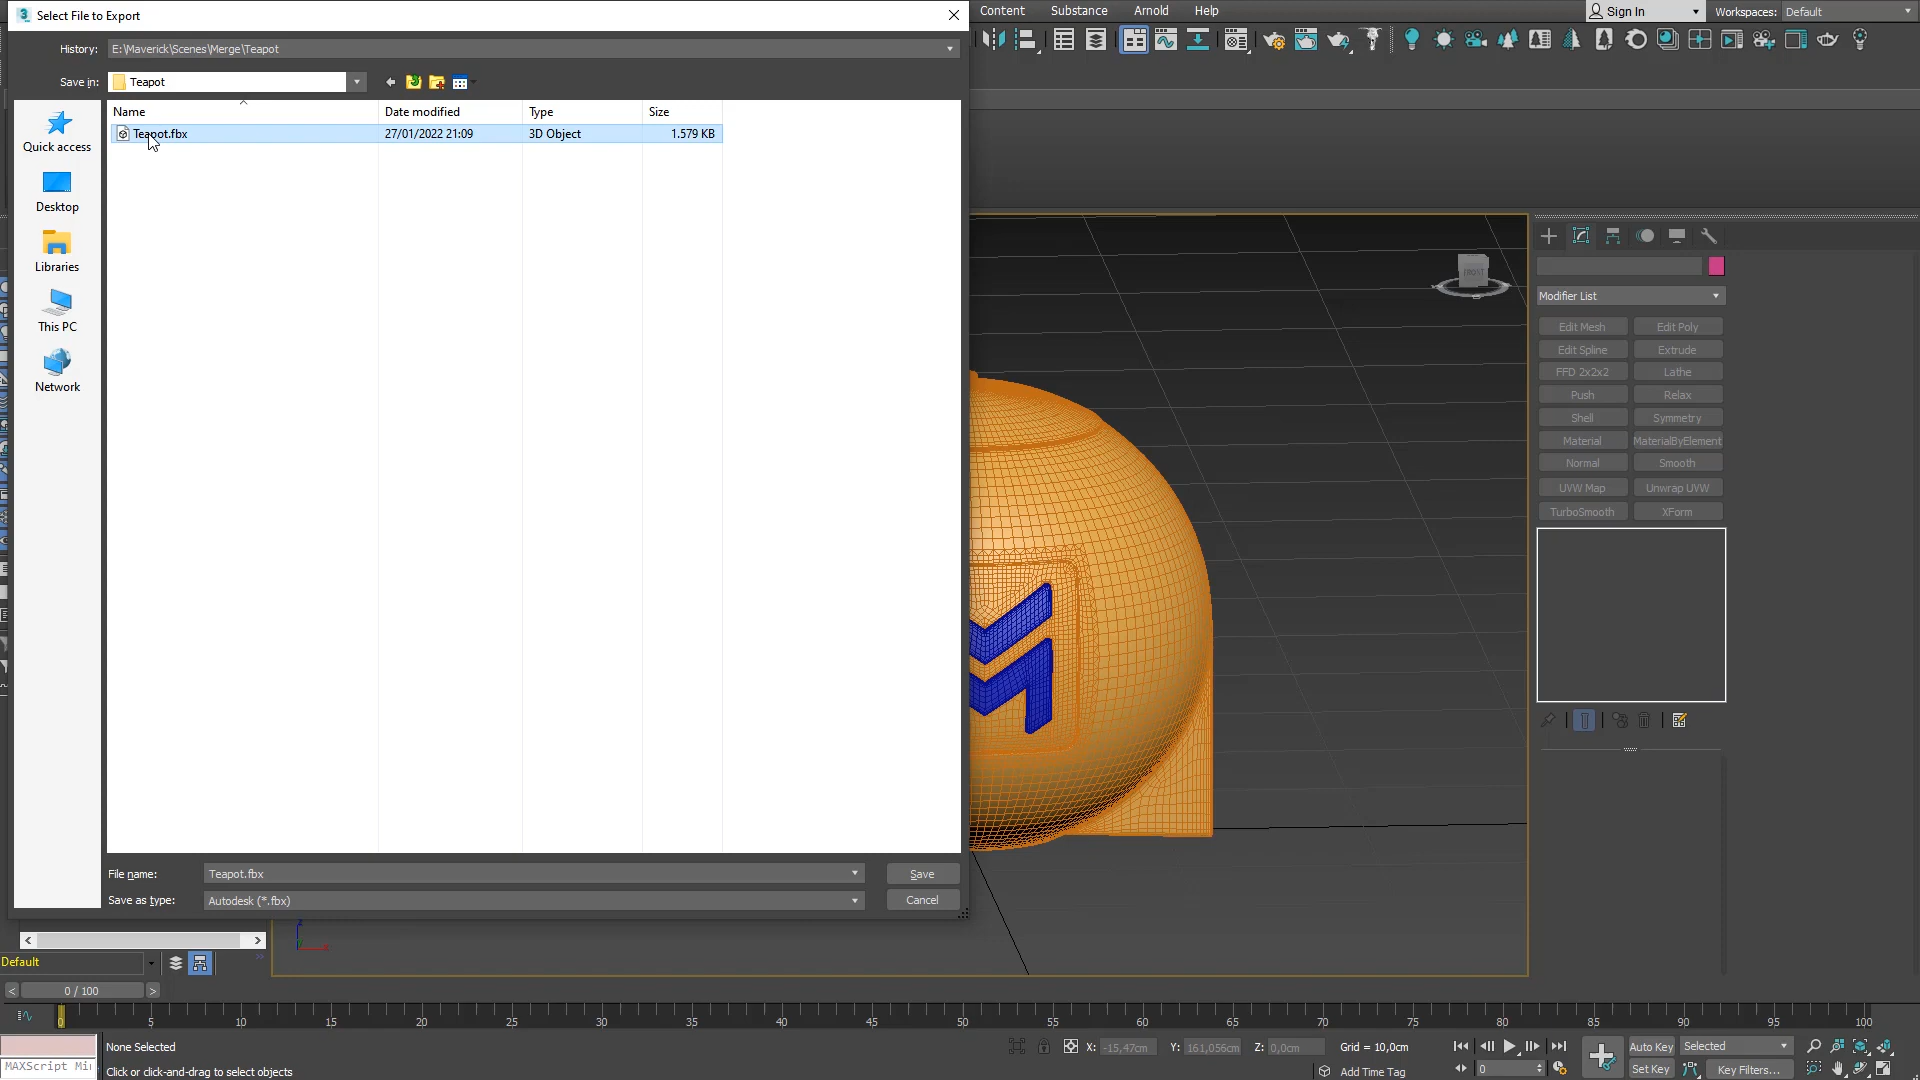 Select File to Export
Content Substance Arnold Help
Sign In
Workspaces: Default
History: E:\Maverick\Scenes\Merge\Teapot
Save in: Teapot
Name Date modified Type Size
Teapot.fbx 27/01/2022 21:09 3D Object 1.579 KB
Quick access
Desktop
Libraries
This PC
Network
FRONT
Modifier List
Edit Mesh Edit Poly
Edit Spline Extrude
FFD 2x2x2 Lathe
Push Relax
Shell Symmetry
Material MaterialByElement
Normal Smooth
UVW Map Unwrap UVW
TurboSmooth XForm
File name: Teapot.fbx Save
Save as type: Autodesk (*.fbx) Cancel
Default
0 / 100
0 5 10 15 20 25 30 35 40 45 50 55 60 65 70 75 80 85 90 95 100
None Selected
X: -15,47cm Y: 161,056cm Z: 0,0cm Grid = 10,0cm
Auto Key Selected
MAXScript Mi
Click or click-and-drag to select objects
Add Time Tag
0
Set Key Key Filters...